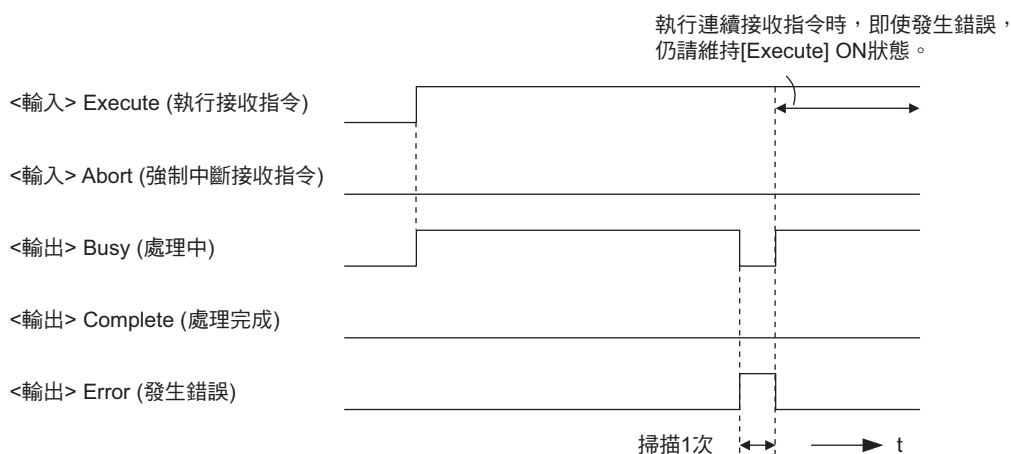 執行連續接收指令時，即使發生錯誤，
仍請維持[Execute] ON狀態。
<輸入> Execute (執行接收指令)
<輸入> Abort (強制中斷接收指令)
<輸出> Busy (處理中)
<輸出> Complete (處理完成)
<輸出> Error (發生錯誤)
掃描1次
t